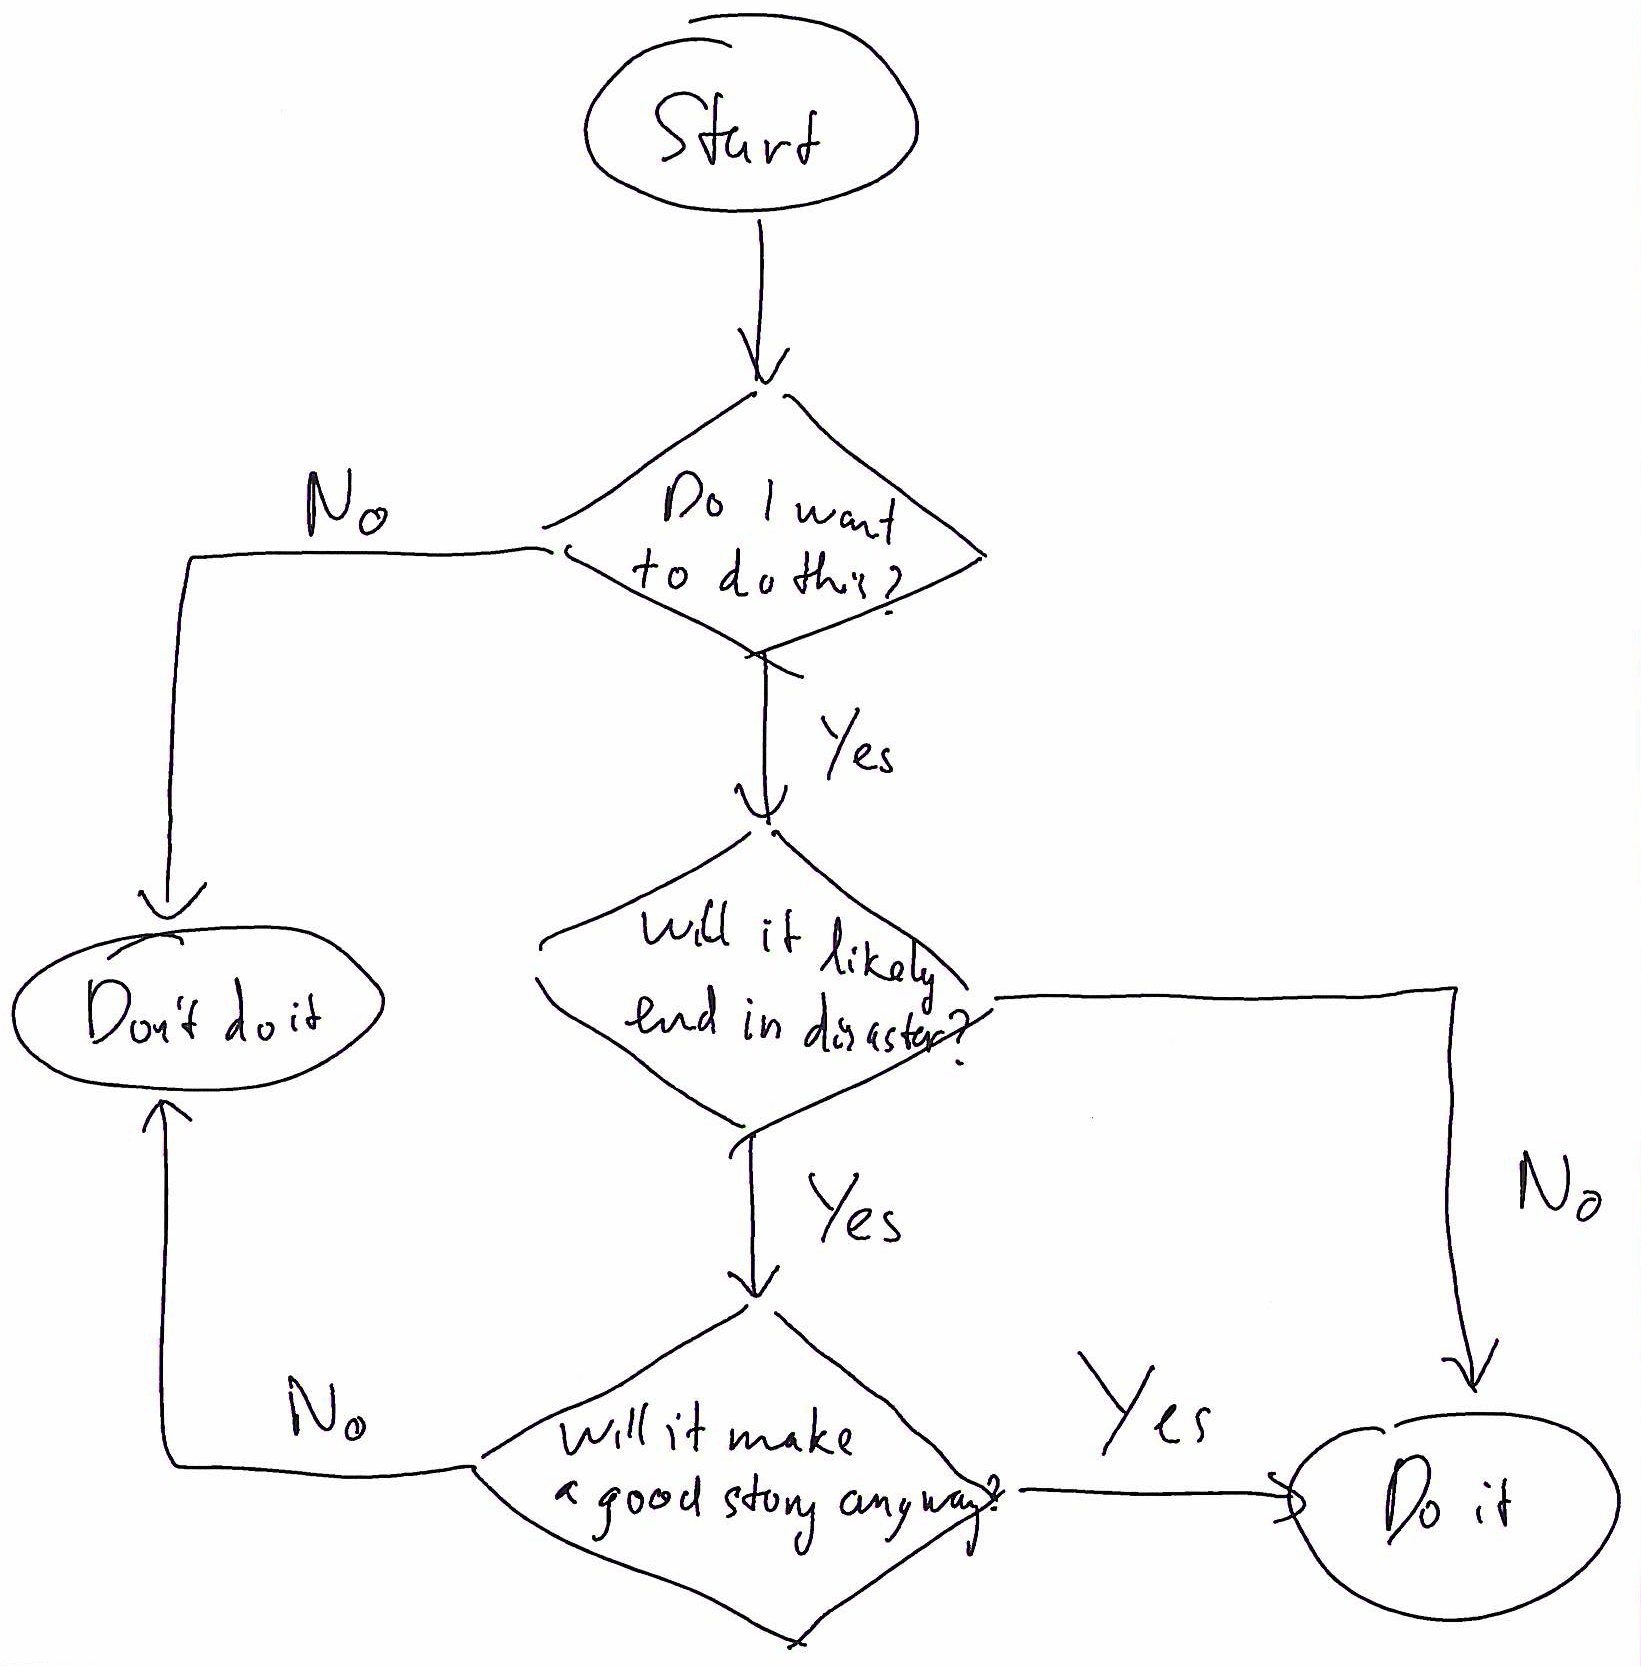 Start
Do I want
to do this?
No
Yes
Will it likely
end in disaster?
Don't do it
Yes
No
Will it make
a good story anyway?
No
Yes
Do it